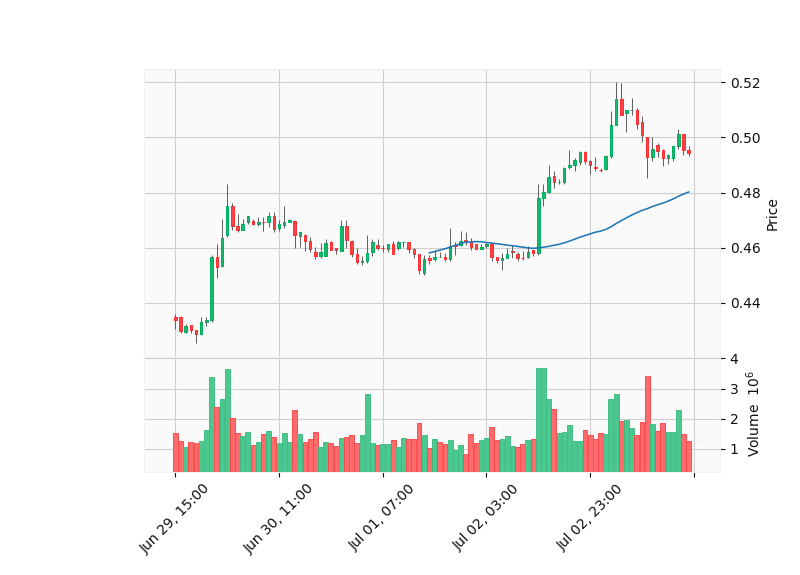 0.52
0.50
0.48
0.46
0.44
Price
4
3
2
1
Volume 10^6
Jun 29, 15:00
Jun 30, 11:00
Jul 01, 07:00
Jul 02, 03:00
Jul 02, 23:00